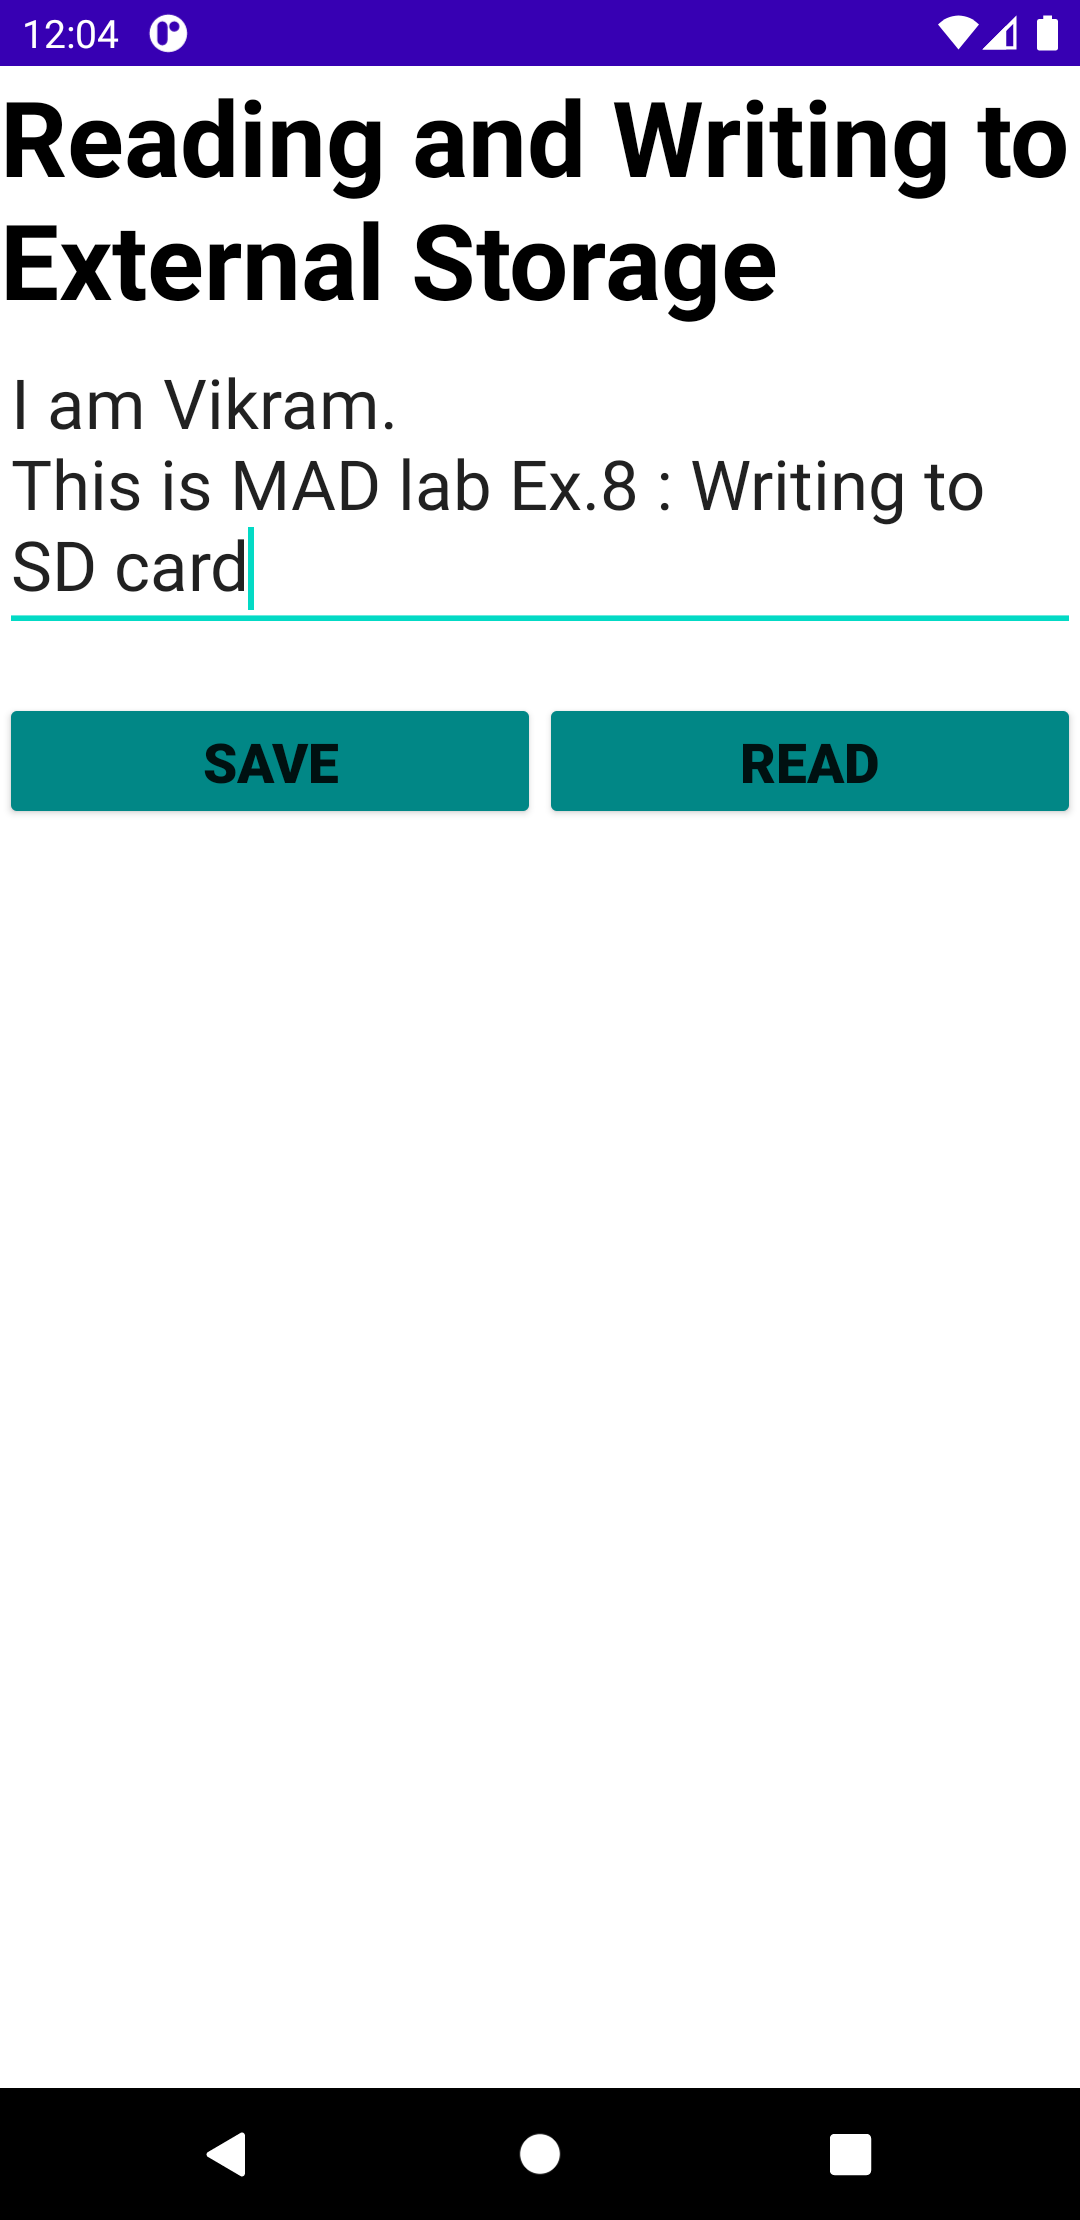 12:04
Reading and Writing to
External Storage
I am Vikram.
This is MAD lab Ex.8 : Writing to
SD card
SAVE READ